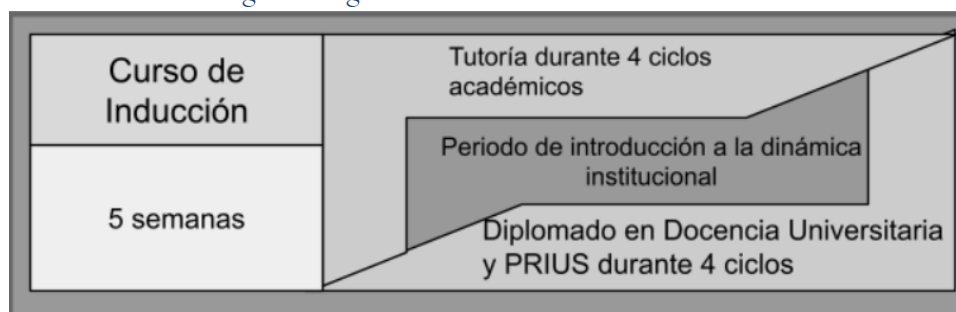 Curso de
Inducción
5 semanas
Tutoría durante 4 ciclos
académicos
Periodo de introducción a la dinámica
institucional
Diplomado en Docencia Universitaria
y PRIUS durante 4 ciclos